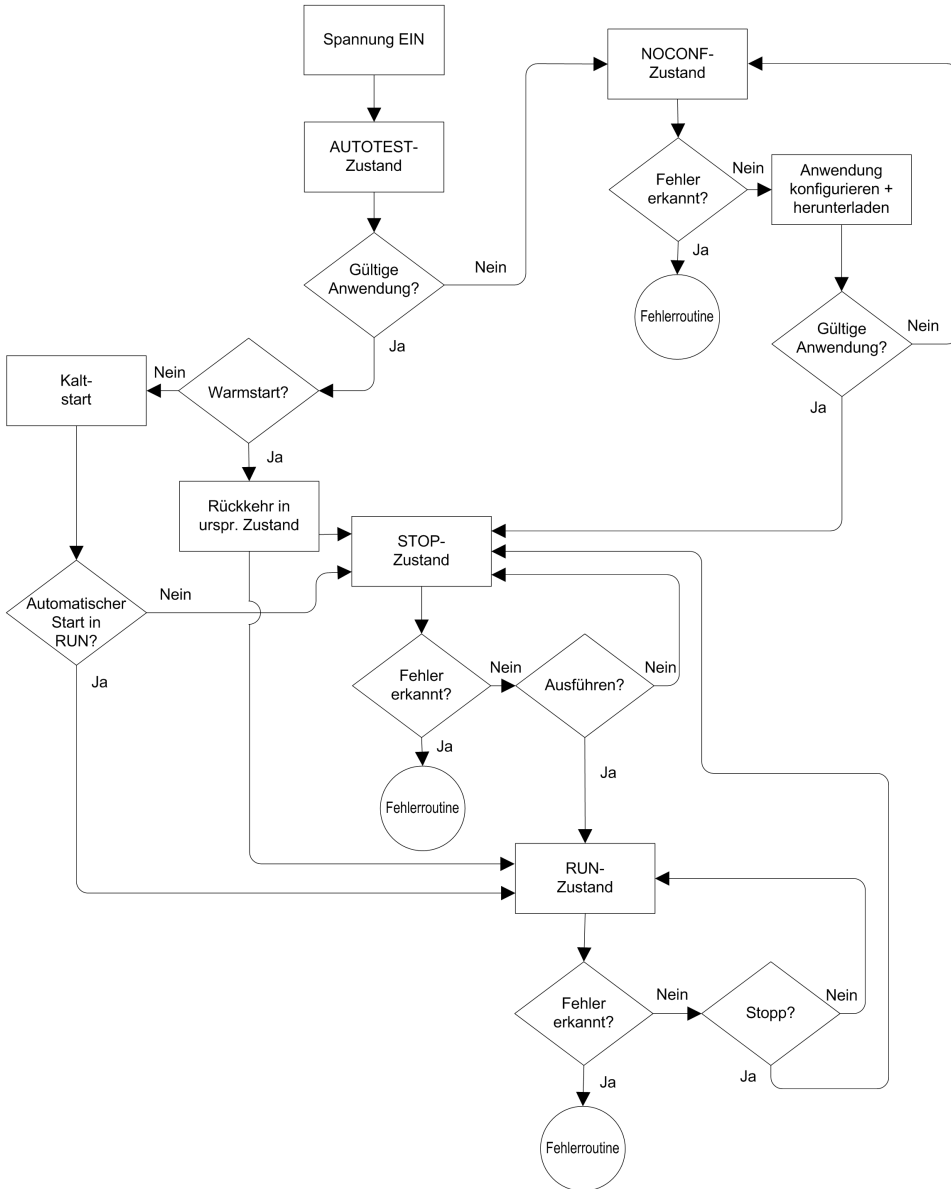 Spannung EIN
NOCONF-
Zustand
AUTOTEST-
Zustand
Fehler
erkannt?
Nein
Anwendung
konfigurieren +
herunterladen
Ja
Gültige
Anwendung?
Nein
Fehlerroutine
Ja
Gültige
Anwendung?
Nein
Ja
Kalt-
start
Nein
Warmstart?
Ja
Rückkehr in
urspr. Zustand
STOP-
Zustand
Automatischer
Start in
RUN?
Nein
Ja
Fehler
erkannt?
Nein
Ausführen?
Nein
Ja
Ja
Fehlerroutine
RUN-
Zustand
Fehler
erkannt?
Nein
Stopp?
Nein
Ja
Ja
Fehlerroutine